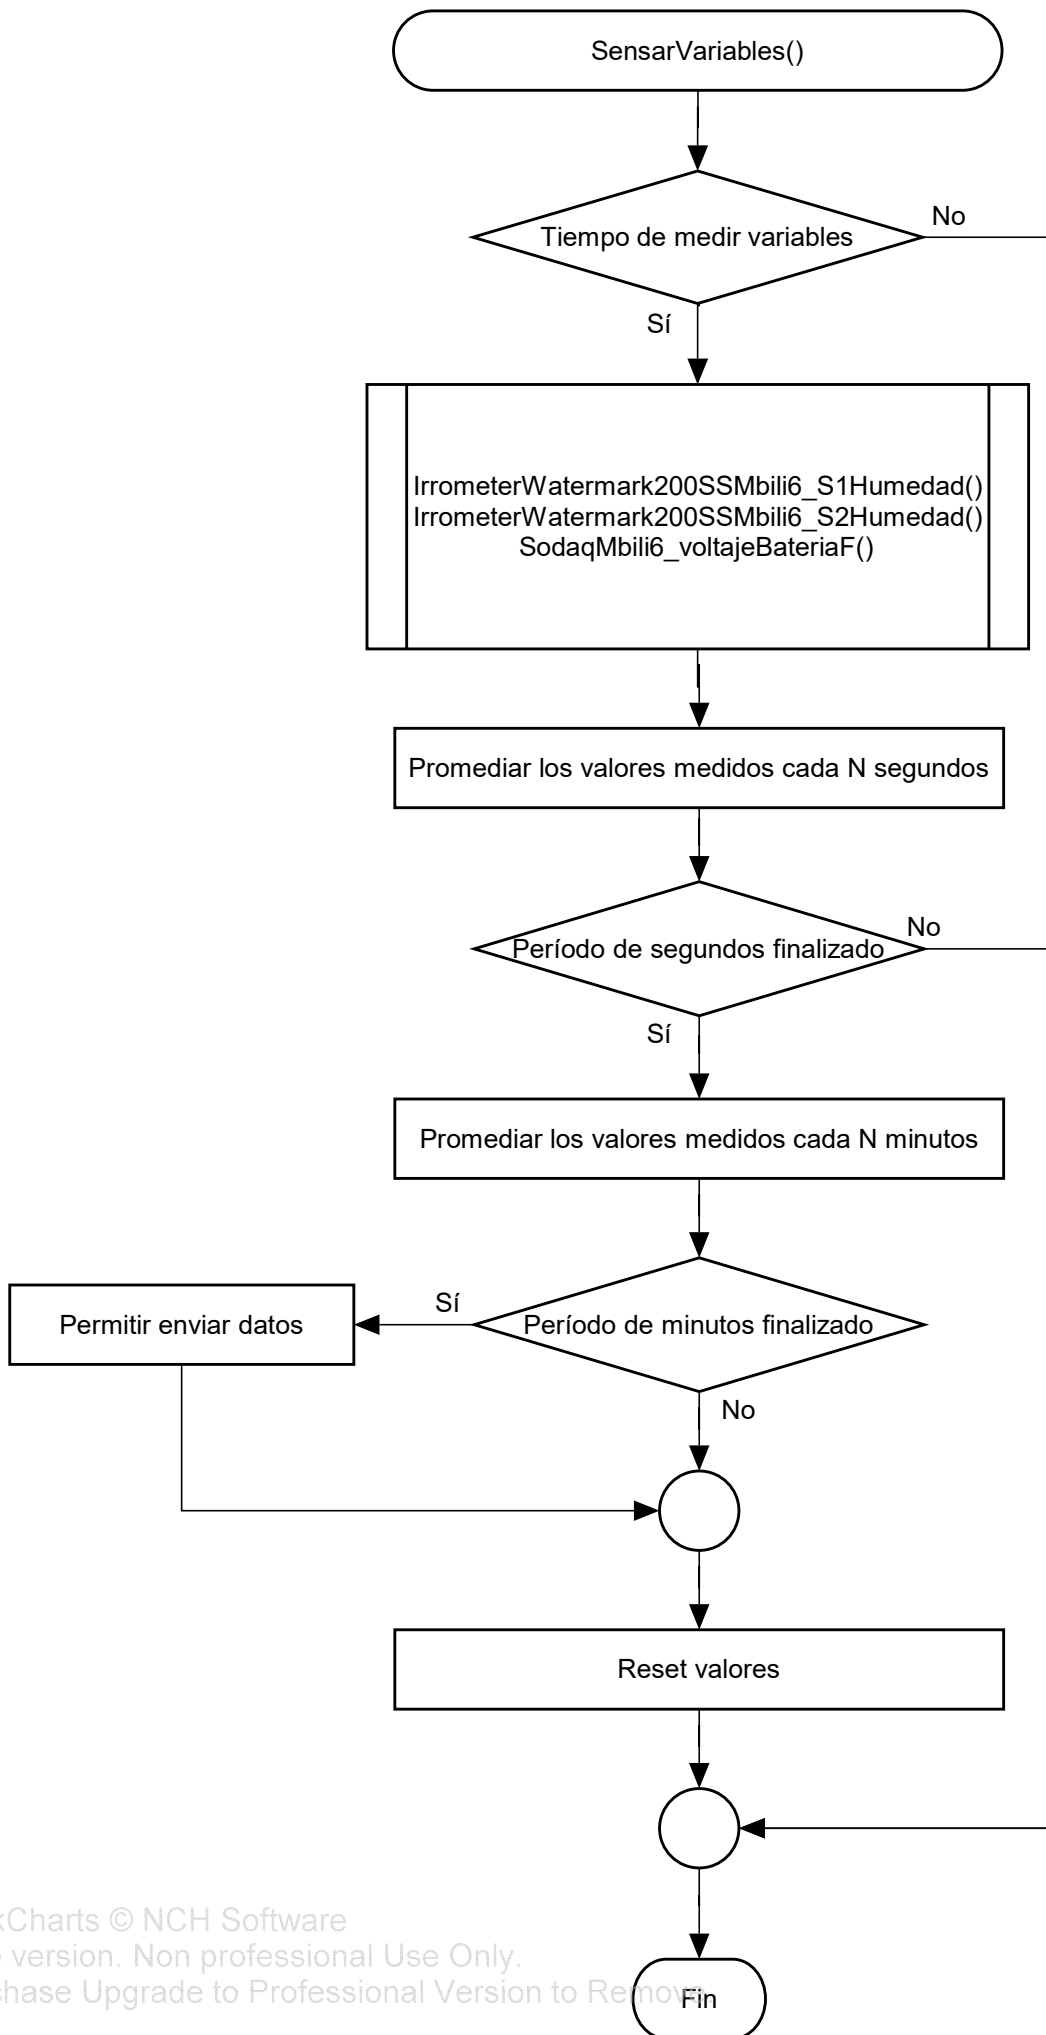 SensarVariables()
Tiempo de medir variables
No
Sí
IrrometerWatermark200SSMbili6_S1Humedad()
IrrometerWatermark200SSMbili6_S2Humedad()
SodaqMbili6_voltajeBateriaF()
Promediar los valores medidos cada N segundos
Período de segundos finalizado
No
Sí
Promediar los valores medidos cada N minutos
Período de minutos finalizado
Sí
Permitir enviar datos
No
Reset valores
kCharts © NCH Software
e version. Non professional Use Only.
chase Upgrade to Professional Version to Remove
Fin